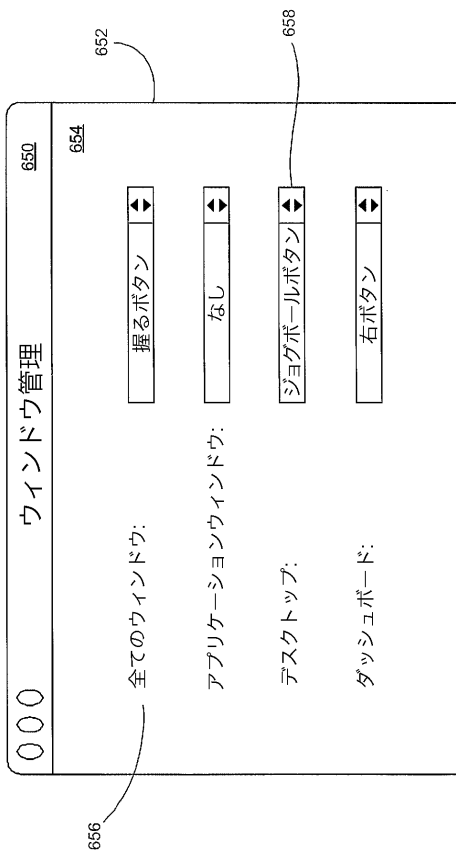 ウィンドウ管理
650
652
654
全てのウィンドウ:
握るボタン
656
アプリケーションウィンドウ:
なし
デスクトップ:
ジョグボールボタン
658
ダッシュボード:
右ボタン